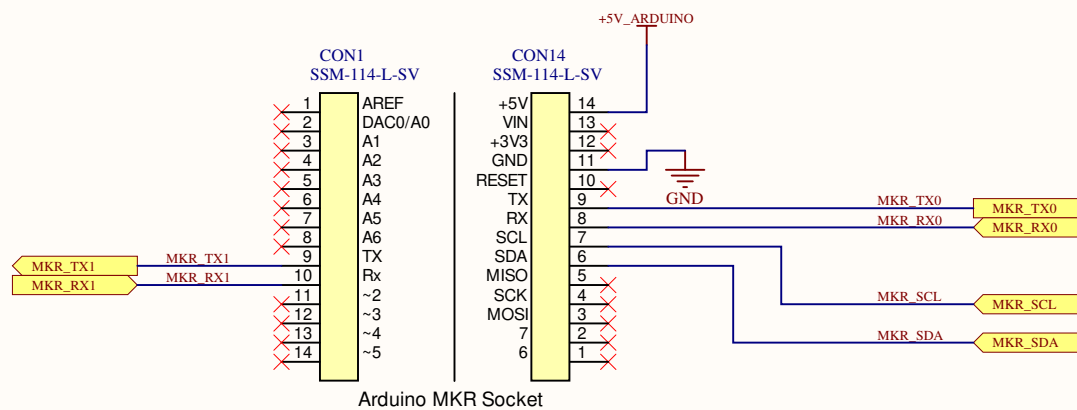 +5V_ARDUINO
CON1
SSM-114-L-SV
CON14
SSM-114-L-SV
1 AREF
2 DAC0/A0
3 A1
4 A2
5 A3
6 A4
7 A5
8 A6
MKR_TX1 MKR_TX1 9 TX
MKR_RX1 MKR_RX1 10 Rx
11 ~2
12 ~3
13 ~4
14 ~5
+5V 14
VIN 13
+3V3 12
GND 11
RESET 10
GND
TX 9 MKR_TX0 MKR_TX0
RX 8 MKR_RX0 MKR_RX0
SCL 7
SDA 6
MISO 5
SCK 4 MKR_SCL MKR_SCL
MOSI 3
7 2 MKR_SDA MKR_SDA
6 1
Arduino MKR Socket